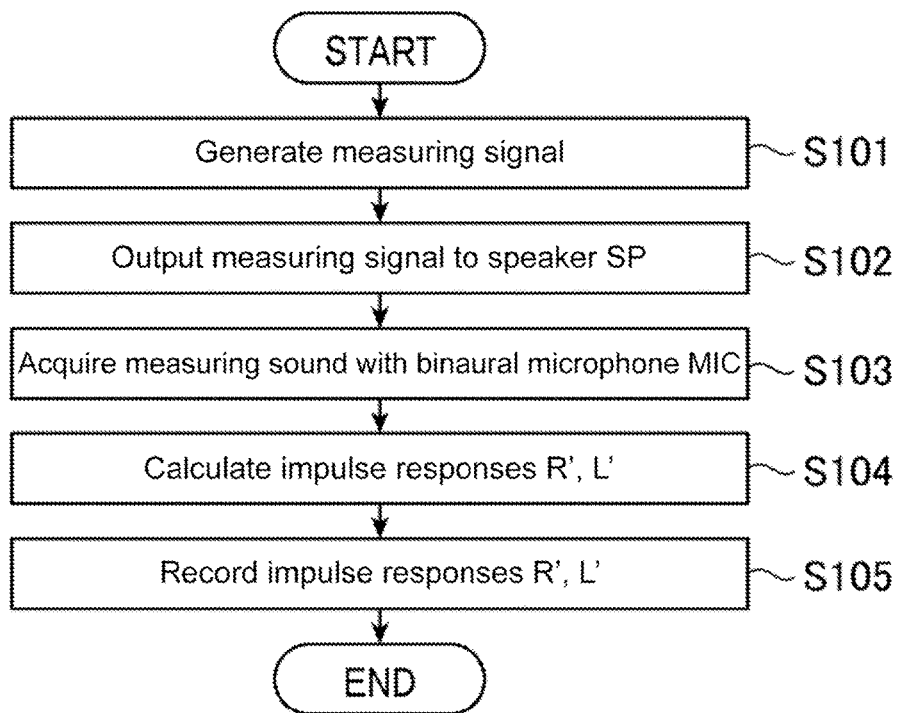 START
Generate measuring signal
S101
Output measuring signal to speaker SP
S102
Acquire measuring sound with binaural microphone MIC
S103
Calculate impulse responses R’, L’
S104
Record impulse responses R’, L’
S105
END